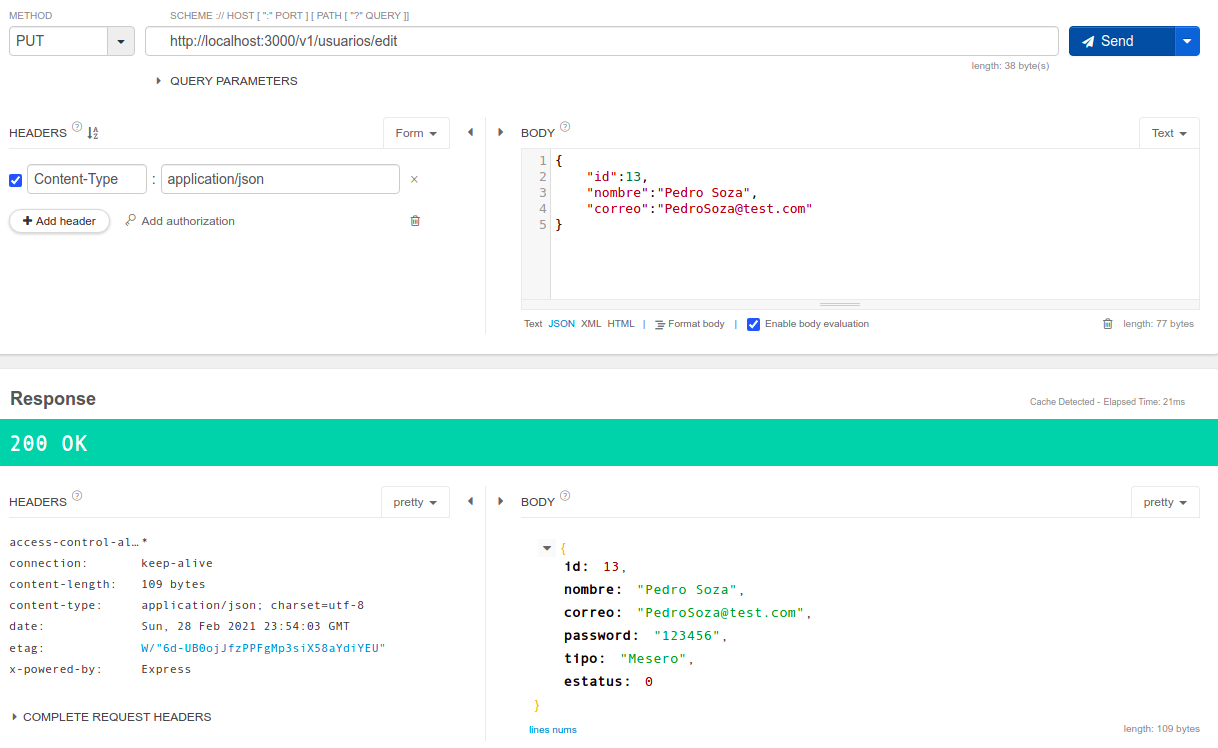 METHOD
SCHEME :// HOST [ ":" PORT ] [ PATH [ "?" QUERY ]]
PUT
http://localhost:3000/v1/usuarios/edit
Send
length: 38 byte(s)
QUERY PARAMETERS
HEADERS ? Form
Content-Type : application/json ×
+ Add header Add authorization
BODY ? Text
1 {
2 "id":13,
3 "nombre":"Pedro Soza",
4 "correo":"PedroSoza@test.com"
5 }
Text JSON XML HTML | Format body | Enable body evaluation length: 77 bytes
Response
Cache Detected - Elapsed Time: 21ms
200 OK
HEADERS ? pretty
access-control-al…*
connection: keep-alive
content-length: 109 bytes
content-type: application/json; charset=utf-8
date: Sun, 28 Feb 2021 23:54:03 GMT
etag: W/"6d-UB0ojJfzPPFgMp3siX58aYdiYEU"
x-powered-by: Express
COMPLETE REQUEST HEADERS
BODY ? pretty
{
id: 13,
nombre: "Pedro Soza",
correo: "PedroSoza@test.com",
password: "123456",
tipo: "Mesero",
estatus: 0
}
lines nums
length: 109 bytes